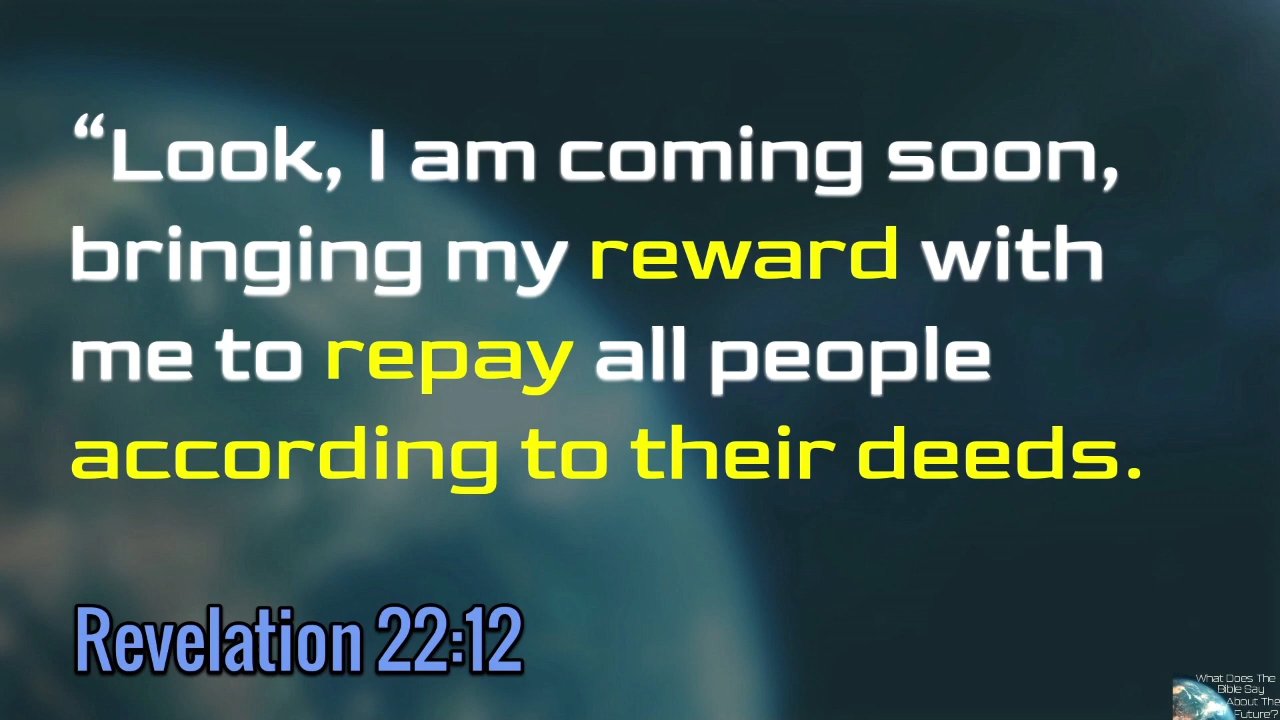 “Look, I am coming soon,
bringing my reward with
me to repay all people
according to their deeds.
Revelation 22:12
What Does The
Bible Say
About The
Future?